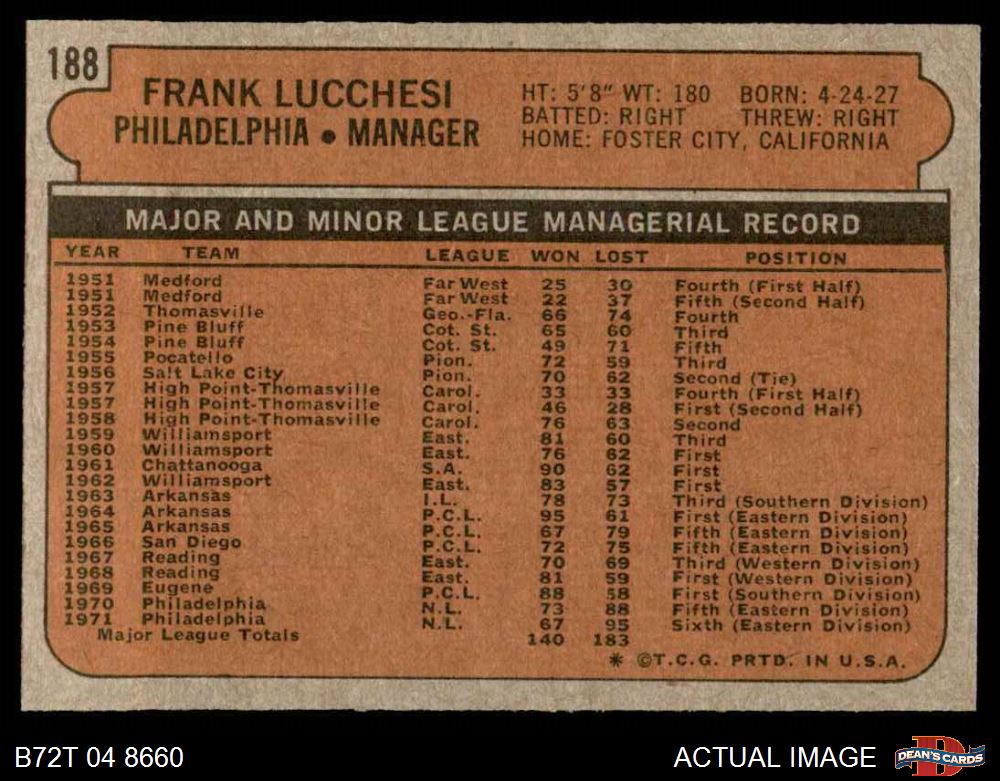 188
FRANK LUCCHESI
PHILADELPHIA • MANAGER
HT: 5'8" WT: 180 BORN: 4-24-27
BATTED: RIGHT THREW: RIGHT
HOME: FOSTER CITY, CALIFORNIA
MAJOR AND MINOR LEAGUE MANAGERIAL RECORD
YEAR TEAM LEAGUE WON LOST POSITION
1951 Medford Far West 25 30 Fourth (First Half)
1951 Medford Far West 22 37 Fifth (Second Half)
1952 Thomasville Geo.-Fla. 66 74 Fourth
1953 Pine Bluff Cot. St. 65 60 Third
1954 Pine Bluff Cot. St. 49 71 Fifth
1955 Pocatello Pion. 72 59 Third
1956 Salt Lake City Pion. 70 62 Second (Tie)
1957 High Point-Thomasville Carol. 33 33 Fourth (First Half)
1957 High Point-Thomasville Carol. 46 28 First (Second Half)
1958 High Point-Thomasville Carol. 76 63 Second
1959 Williamsport East. 81 60 Third
1960 Williamsport East. 76 62 First
1961 Chattanooga S.A. 90 62 First
1962 Williamsport East. 83 57 First
1963 Arkansas I.L. 78 73 Third (Southern Division)
1964 Arkansas P.C.L. 95 61 First (Eastern Division)
1965 Arkansas P.C.L. 67 79 Fifth (Eastern Division)
1966 San Diego P.C.L. 72 75 Fifth (Eastern Division)
1967 Reading East. 70 69 Third (Western Division)
1968 Reading East. 81 59 First (Western Division)
1969 Eugene P.C.L. 88 58 First (Southern Division)
1970 Philadelphia N.L. 73 88 Fifth (Eastern Division)
1971 Philadelphia N.L. 67 95 Sixth (Eastern Division)
Major League Totals 140 183
* ©T.C.G. PRTD. IN U.S.A.
B72T 04 8660
ACTUAL IMAGE
D
DEAN'S CARDS